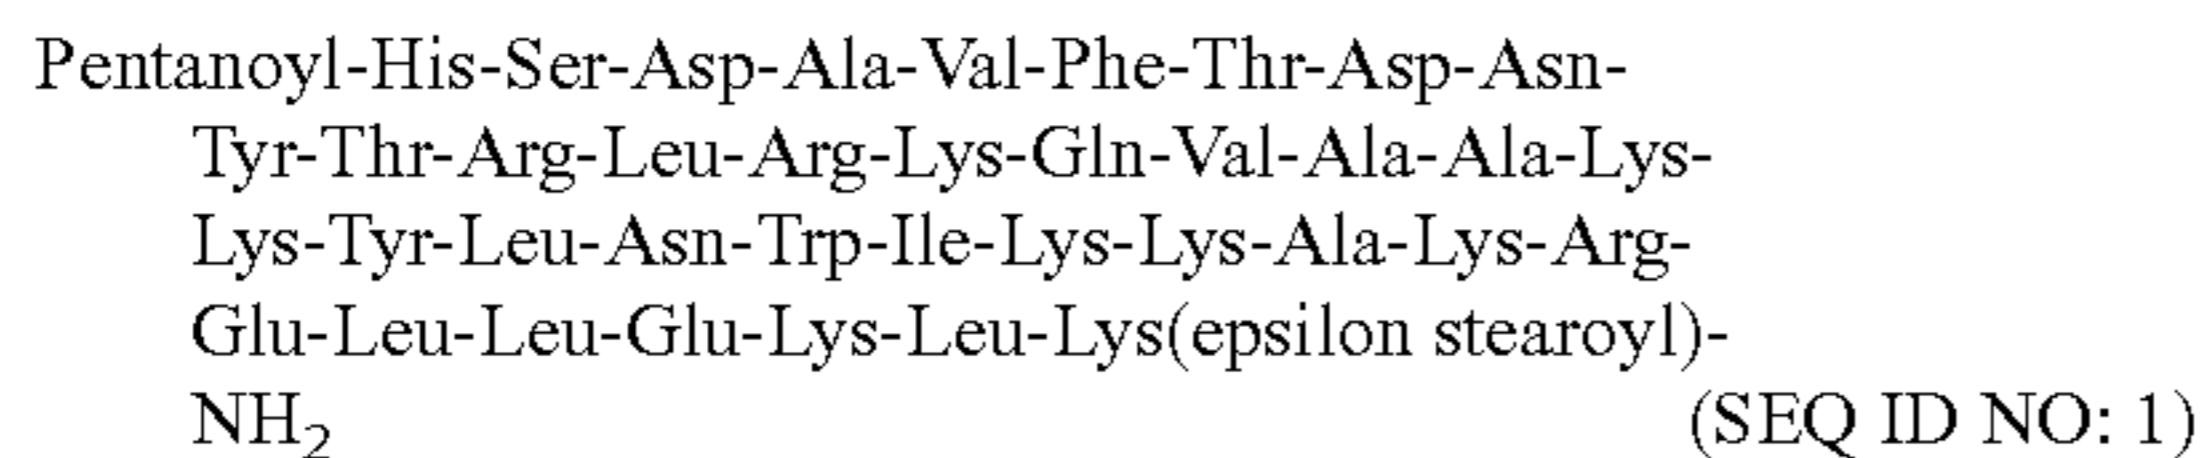 Pentanoyl-His-Ser-Asp-Ala-Val-Phe-Thr-Asp-Asn-
Tyr-Thr-Arg-Leu-Arg-Lys-Gln-Val-Ala-Ala-Lys-
Lys-Tyr-Leu-Asn-Trp-Ile-Lys-Lys-Ala-Lys-Arg-
Glu-Leu-Leu-Glu-Lys-Leu-Lys(epsilon stearoyl)-
NH₂ (SEQ ID NO: 1)